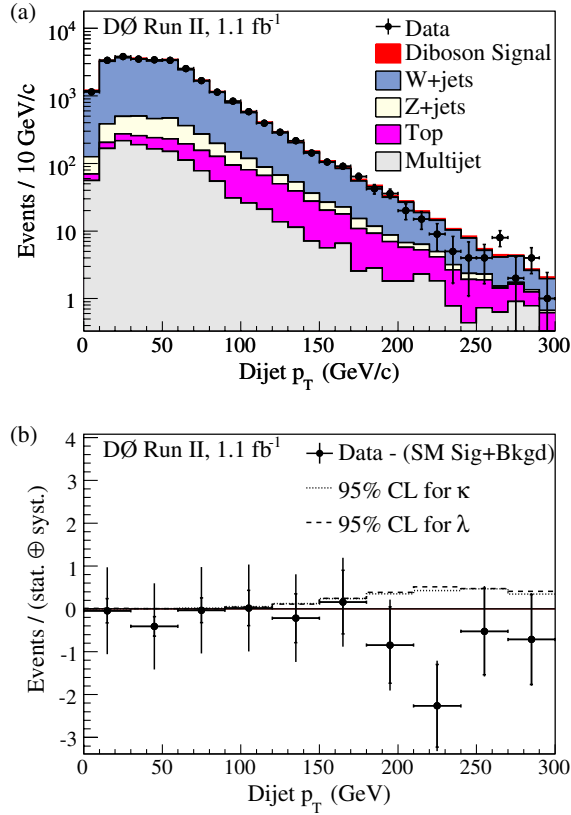 (a)
DØ Run II, 1.1 fb-1
Data
Diboson Signal
W+jets
Z+jets
Top
Multijet
Events / 10 GeV/c
10⁴
10³
10²
10
1
0 50 100 150 200 250 300
Dijet pT (GeV/c)
(b)
DØ Run II, 1.1 fb-1
Data - (SM Sig+Bkgd)
95% CL for κ
95% CL for λ
Events / (stat. ⊕ syst.)
4
3
2
1
0
-1
-2
-3
0 50 100 150 200 250 300
Dijet pT (GeV)